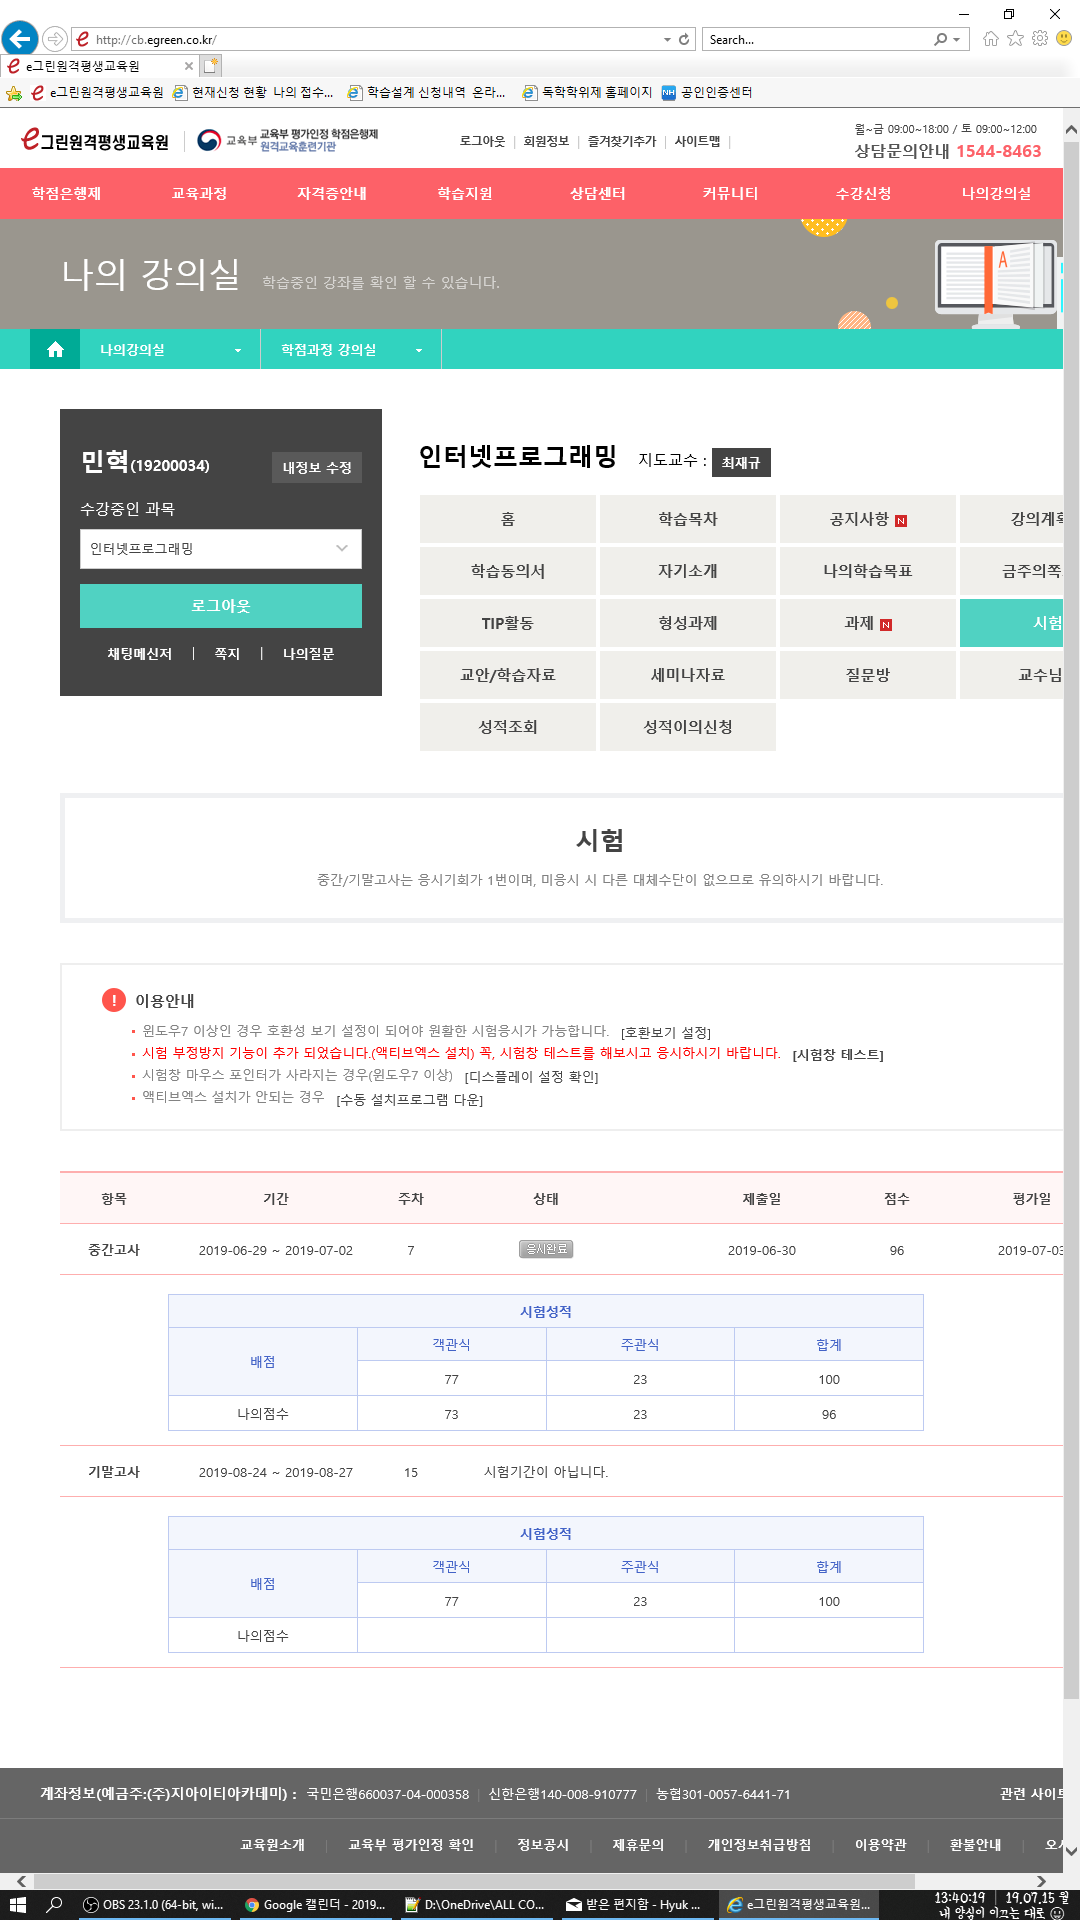 http://cb.egreen.co.kr/
Search...
e그린원격평생교육원
e그린원격평생교육원 현재신청 현황 나의 접수... 학습설계 신청내역 온라... 독학학위제 홈페이지 공인인증센터
e그린원격평생교육원
교육부 교육부 평가인정 학점은행제
원격교육훈련기관
로그아웃 | 회원정보 | 즐겨찾기추가 | 사이트맵 |
월~금 09:00~18:00 / 토 09:00~12:00
상담문의안내 1544-8463
학점은행제 교육과정 자격증안내 학습지원 상담센터 커뮤니티 수강신청 나의강의실
나의 강의실 학습중인 강좌를 확인 할 수 있습니다.
A
나의강의실 학점과정 강의실
민혁(19200034) 내정보 수정
수강중인 과목
인터넷프로그래밍
로그아웃
채팅메신저 | 쪽지 | 나의질문
인터넷프로그래밍 지도교수 : 최재규
홈 학습목차 공지사항 N 강의계획
학습동의서 자기소개 나의학습목표 금주의쪽
TIP활동 형성과제 과제 N 시험
교안/학습자료 세미나자료 질문방 교수님
성적조회 성적이의신청
시험
중간/기말고사는 응시기회가 1번이며, 미응시 시 다른 대체수단이 없으므로 유의하시기 바랍니다.
! 이용안내
윈도우7 이상인 경우 호환성 보기 설정이 되어야 원활한 시험응시가 가능합니다. [호환보기 설정]
시험 부정방지 기능이 추가 되었습니다.(액티브엑스 설치) 꼭, 시험창 테스트를 해보시고 응시하시기 바랍니다. [시험창 테스트]
시험창 마우스 포인터가 사라지는 경우(윈도우7 이상) [디스플레이 설정 확인]
액티브엑스 설치가 안되는 경우 [수동 설치프로그램 다운]
항목 기간 주차 상태 제출일 점수 평가일
중간고사 2019-06-29 ~ 2019-07-02 7 응시완료 2019-06-30 96 2019-07-03
시험성적
배점 객관식 주관식 합계
77 23 100
나의점수 73 23 96
기말고사 2019-08-24 ~ 2019-08-27 15 시험기간이 아닙니다.
시험성적
배점 객관식 주관식 합계
77 23 100
나의점수
계좌정보(예금주:(주)지아이티아카데미) : 국민은행660037-04-000358 | 신한은행140-008-910777 | 농협301-0057-6441-71 관련 사이트
교육원소개 | 교육부 평가인정 확인 | 정보공시 | 제휴문의 | 개인정보취급방침 | 이용약관 | 환불안내 | 오시
OBS 23.1.0 (64-bit, wi... Google 캘린더 - 2019... D:\OneDrive\ALL CO... 받은 편지함 - Hyuk ... e그린원격평생교육원...
13:40:19 19.07.15 월
내 양심이 이끄는 대로